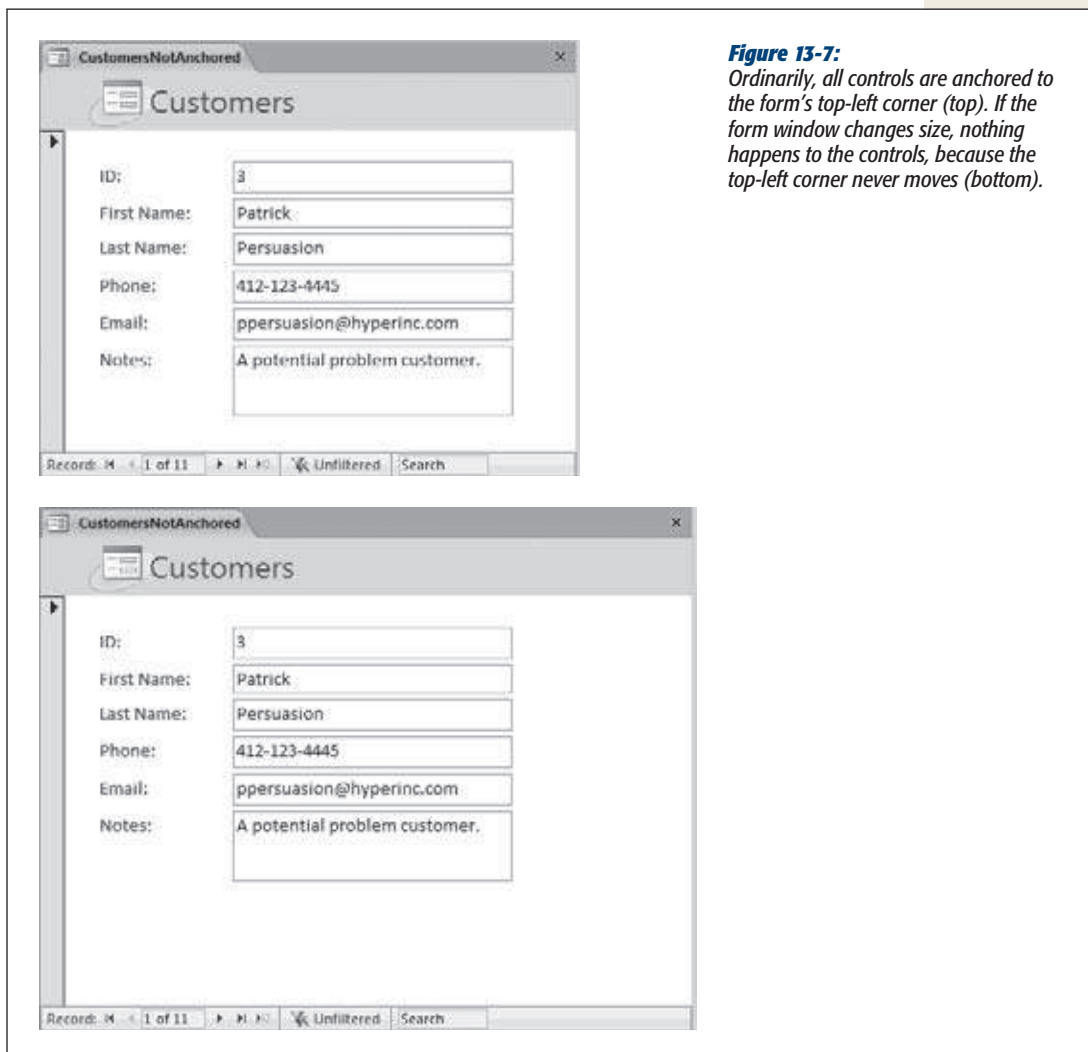 CustomersNotAnchored ×
Customers
ID: 3
First Name: Patrick
Last Name: Persuasion
Phone: 412-123-4445
Email: ppersuasion@hyperinc.com
Notes: A potential problem customer.
Record: 1 of 11 Unfiltered Search
Figure 13-7:
Ordinarily, all controls are anchored to
the form's top-left corner (top). If the
form window changes size, nothing
happens to the controls, because the
top-left corner never moves (bottom).
CustomersNotAnchored ×
Customers
ID: 3
First Name: Patrick
Last Name: Persuasion
Phone: 412-123-4445
Email: ppersuasion@hyperinc.com
Notes: A potential problem customer.
Record: 1 of 11 Unfiltered Search